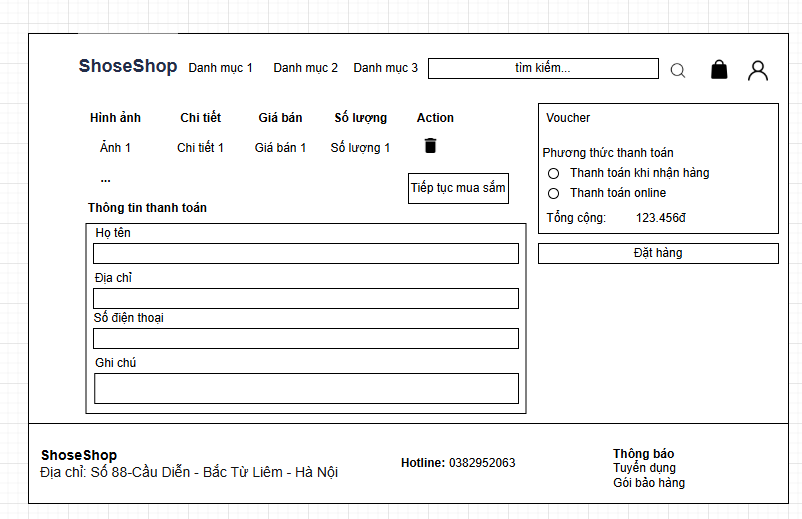 ShoseShop Danh mục 1 Danh mục 2 Danh mục 3 tìm kiếm...
Hình ảnh Chi tiết Giá bán Số lượng Action
Ảnh 1 Chi tiết 1 Giá bán 1 Số lượng 1
...
Tiếp tục mua sắm
Voucher
Phương thức thanh toán
Thanh toán khi nhận hàng
Thanh toán online
Tổng cộng: 123.456đ
Đặt hàng
Thông tin thanh toán
Họ tên
Địa chỉ
Số điện thoại
Ghi chú
ShoseShop
Địa chỉ: Số 88-Cầu Diễn - Bắc Từ Liêm - Hà Nội
Hotline: 0382952063
Thông báo
Tuyển dụng
Gói bảo hàng